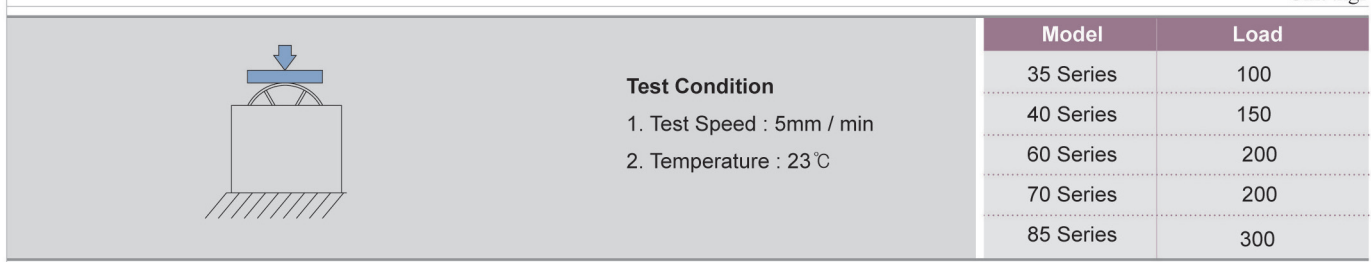 Test Condition
1. Test Speed : 5mm / min
2. Temperature : 23℃
Model Load
35 Series 100
40 Series 150
60 Series 200
70 Series 200
85 Series 300